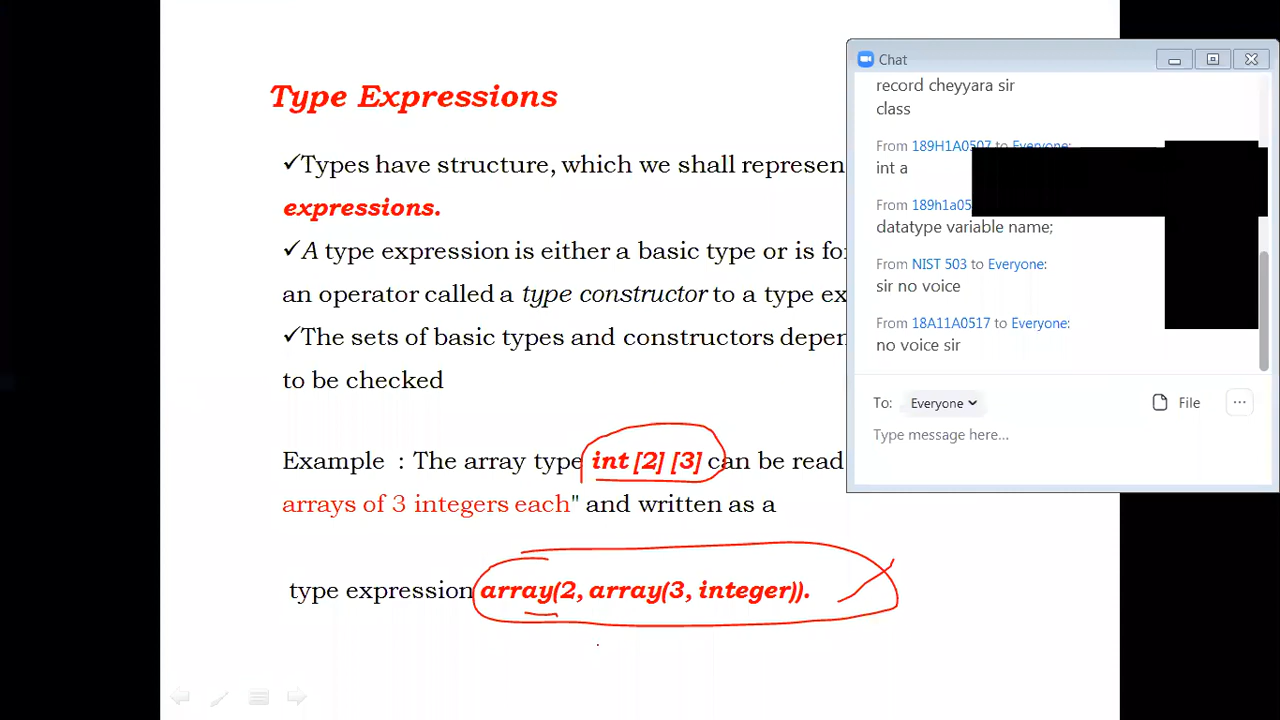 Type Expressions
✓Types have structure, which we shall represen
expressions.
✓A type expression is either a basic type or is fo
an operator called a type constructor to a type ex
✓The sets of basic types and constructors depen
to be checked
Example : The array type int [2] [3] can be read
arrays of 3 integers each" and written as a
type expression array(2, array(3, integer)).
Chat
record cheyyara sir
class
From 189H1A0507 to Everyone:
int a
From 189h1a05
datatype variable name;
From NIST 503 to Everyone:
sir no voice
From 18A11A0517 to Everyone:
no voice sir
To: Everyone File ...
Type message here...